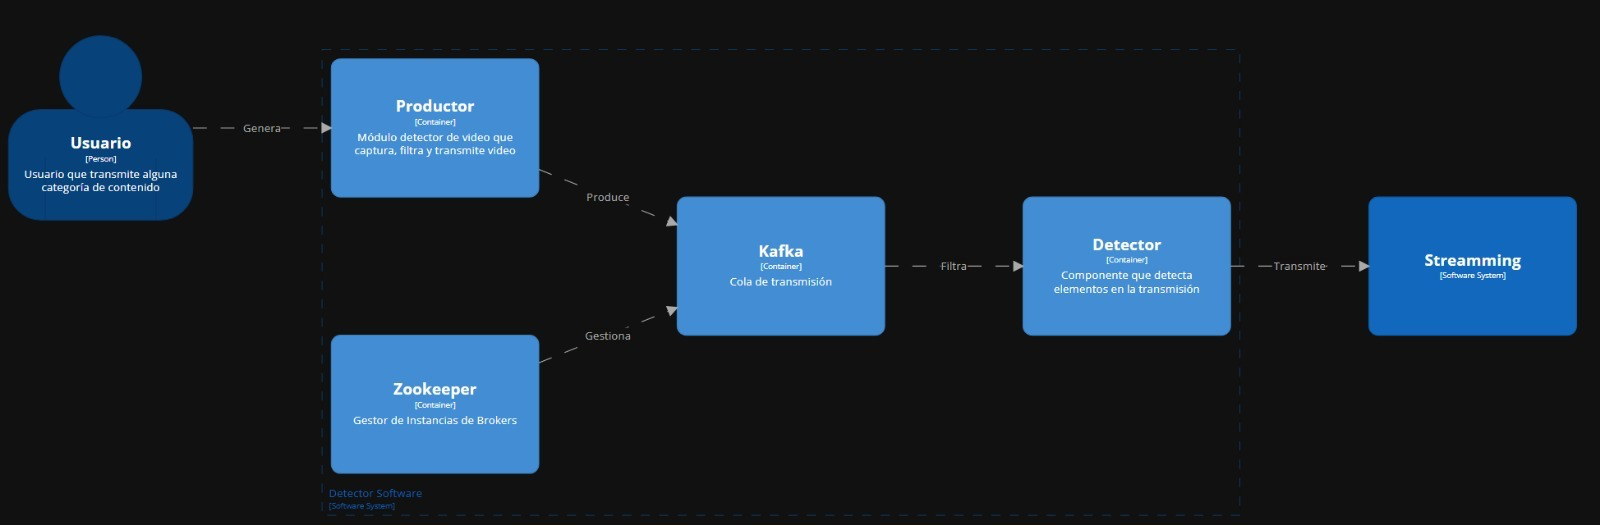 Usuario
[Person]
Usuario que transmite alguna
categoría de contenido
Genera
Productor
[Container]
Módulo detector de video que
captura, filtra y transmite video
Produce
Zookeeper
[Container]
Gestor de Instancias de Brokers
Gestiona
Kafka
[Container]
Cola de transmisión
Filtra
Detector
[Container]
Componente que detecta
elementos en la transmisión
Transmite
Streamming
[Software System]
Detector Software
[Software System]